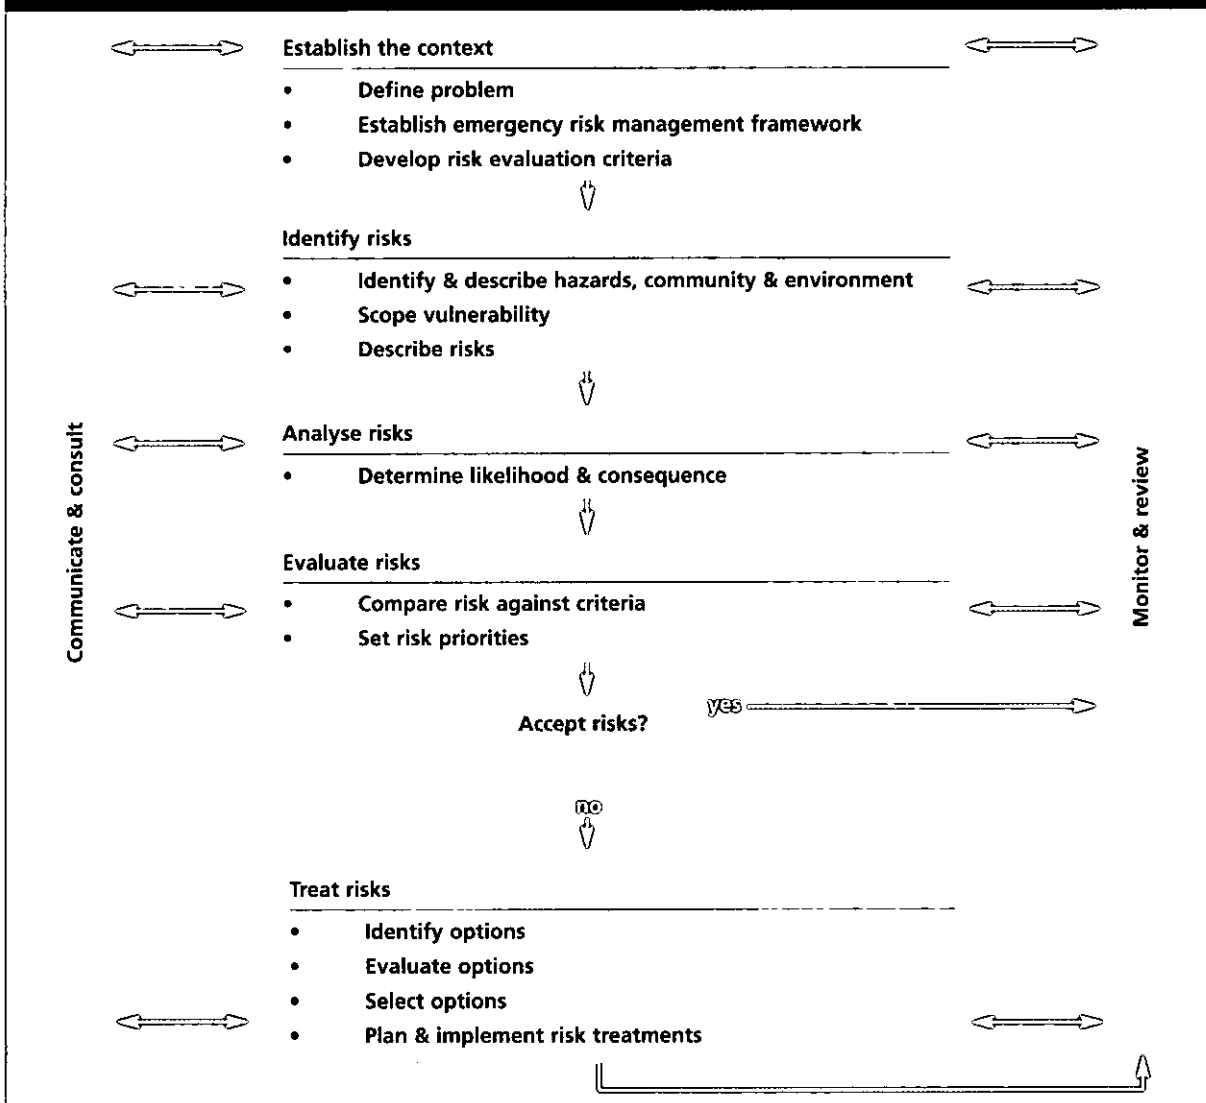 Establish the context
• Define problem
• Establish emergency risk management framework
• Develop risk evaluation criteria
Identify risks
• Identify & describe hazards, community & environment
• Scope vulnerability
• Describe risks
Analyse risks
• Determine likelihood & consequence
Evaluate risks
• Compare risk against criteria
• Set risk priorities
Accept risks?
yes
no
Treat risks
• Identify options
• Evaluate options
• Select options
• Plan & implement risk treatments
Communicate & consult
Monitor & review